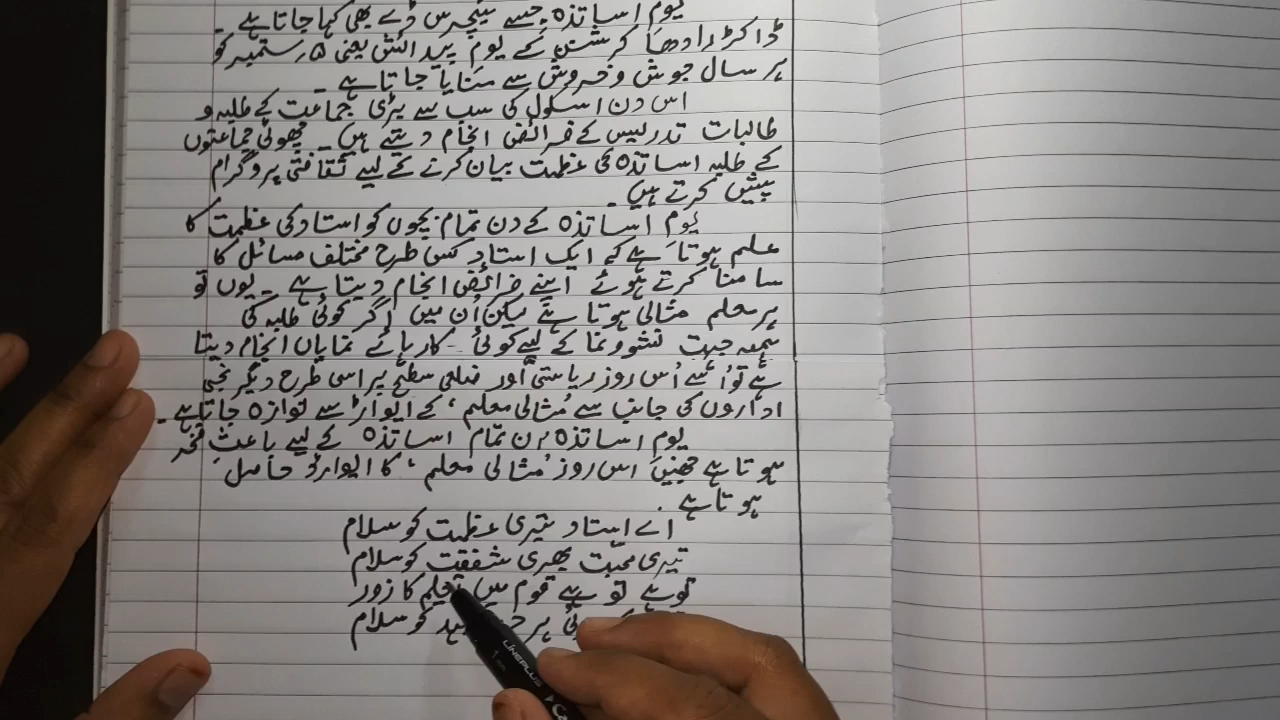 یوم اساتذہ جسے ٹیچرس ڈے بھی کہا جاتا ہے ۔
ڈاکٹر رادھا کرشنن کے یوم پیدائش یعنی ۵ ستمبر کو
ہر سال جوش و خروش سے منایا جاتا ہے ۔
اس دن اسکول کی سب سے بڑی جماعت کے طلبہ و
طالبات تدریس کے فرائض انجام دیتے ہیں ۔ چھوٹی جماعتوں
کے طلبہ اساتذہ کی عظمت بیان کرنے کے لیے ثقافتی پروگرام
پیش کرتے ہیں ۔
یوم اساتذہ کے دن تمام بچوں کو استاد کی عظمت کا
علم ہوتا ہے کہ ایک استاد کس طرح مختلف مسائل کا
سامنا کرتے ہوئے اپنے فرائض انجام دیتا ہے ۔ یوں تو
ہر معلم مثالی ہوتا ہے لیکن اُن میں اگر کوئی طلبہ کی
ہمہ جہت نشوونما کے لیے کوئی کارہائے نمایاں انجام دیتا
ہے تو اُسے اُس روز ریاستی اور ضلعی سطح پر اسی طرح دیگر نجی
اداروں کی جانب سے 'مثالی معلم' کے ایوارڈ سے نوازہ جاتا ہے ۔
یوم اساتذہ اِن تمام اساتذہ کے لیے باعثِ فخر
ہوتا ہے جنہیں اس روز 'مثالی معلم' کا ایوارڈ حاصل
ہوتا ہے
اے استاد تیری عظمت کو سلام
تیری محبّت بھری شفقت کو سلام
تو ہے تو ہے قوم میں تعلیم کا زور
ہر کو سلام